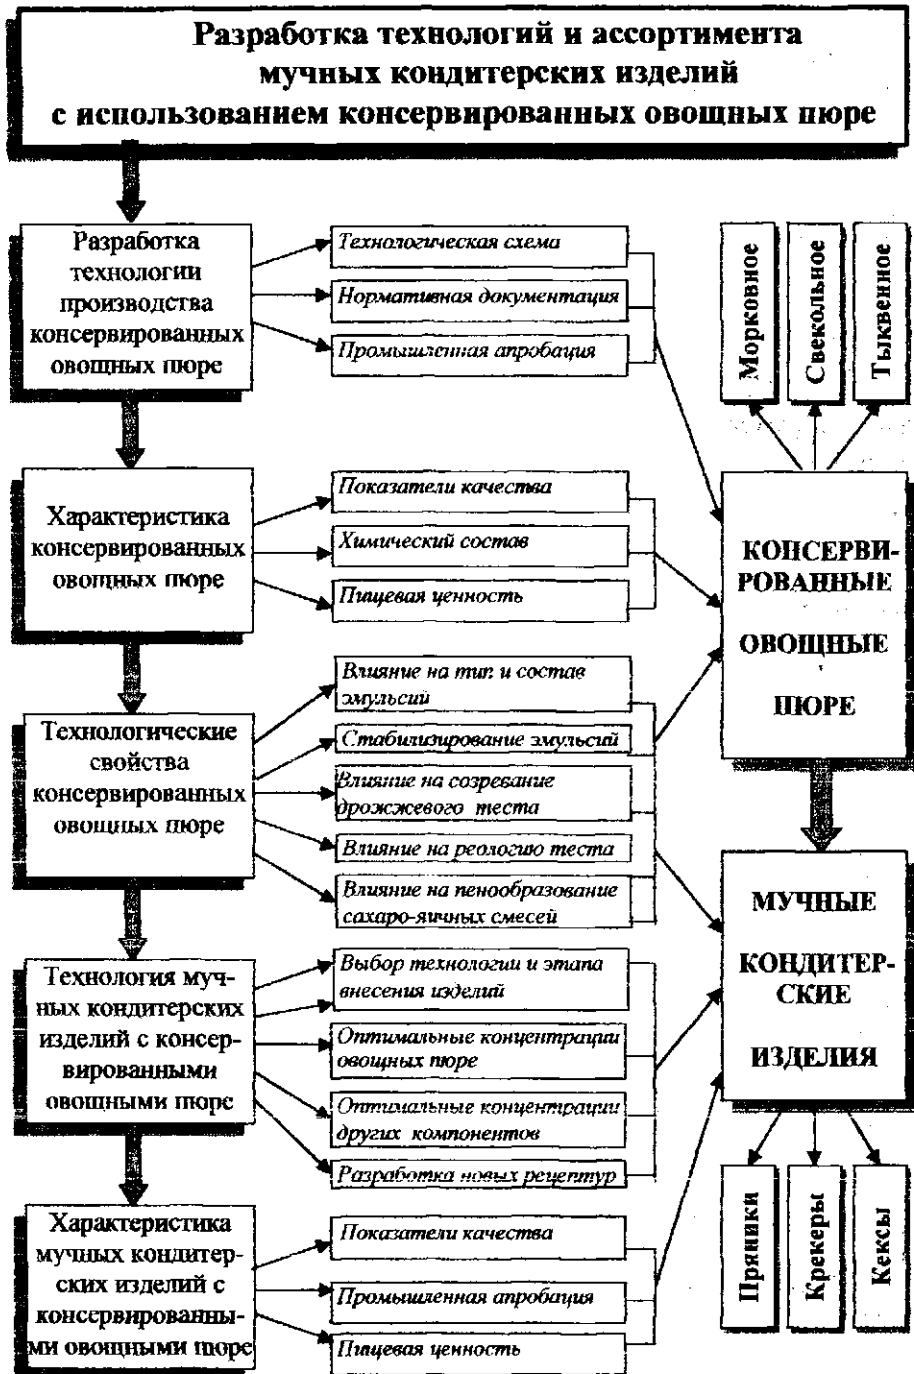 Разработка технологий и ассортимента
мучных кондитерских изделий
с использованием консервированных овощных пюре
Разработка
технологии
производства
консервированных
овощных пюре
Технологическая схема
Нормативная документация
Промышленная апробация
Морковное
Свекольное
Тыквенное
Характеристика
консервированных
овощных пюре
Показатели качества
Химический состав
Пищевая ценность
КОНСЕРВИ-
РОВАННЫЕ
ОВОЩНЫЕ
ПЮРЕ
Технологические
свойства
консервированных
овощных пюре
Влияние на тип и состав
эмульсий
Стабилизирование эмульсий
Влияние на созревание
дрожжевого теста
Влияние на реологию теста
Влияние на пенообразование
сахаро-яичных смесей
МУЧНЫЕ
КОНДИТЕР-
СКИЕ
ИЗДЕЛИЯ
Технология муч-
ных кондитерских
изделий с консер-
вированными
овощными пюре
Выбор технологии и этапа
внесения изделий
Оптимальные концентрации
овощных пюре
Оптимальные концентрации
других компонентов
Разработка новых рецептур
Характеристика
мучных кондитер-
ских изделий с
консервированны-
ми овощными пюре
Показатели качества
Промышленная апробация
Пищевая ценность
Пряники
Крекеры
Кексы